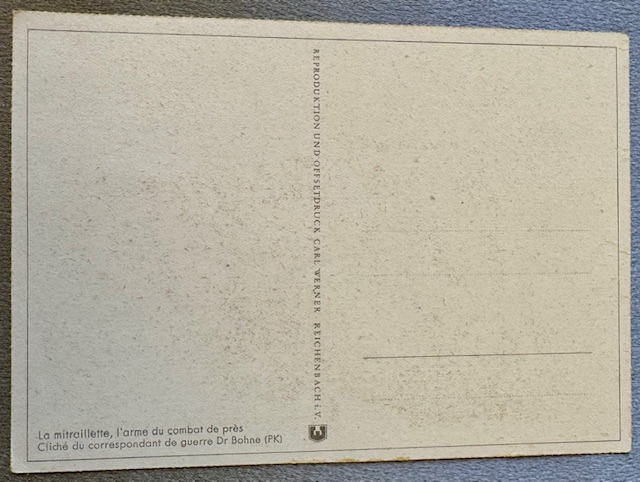 REPRODUKTION UND OFFSETDRUCK CARL WERNER REICHENBACH i. V.
La mitraillette, l'arme du combat de près
Cliché du correspondant de guerre Dr Bohne (PK)